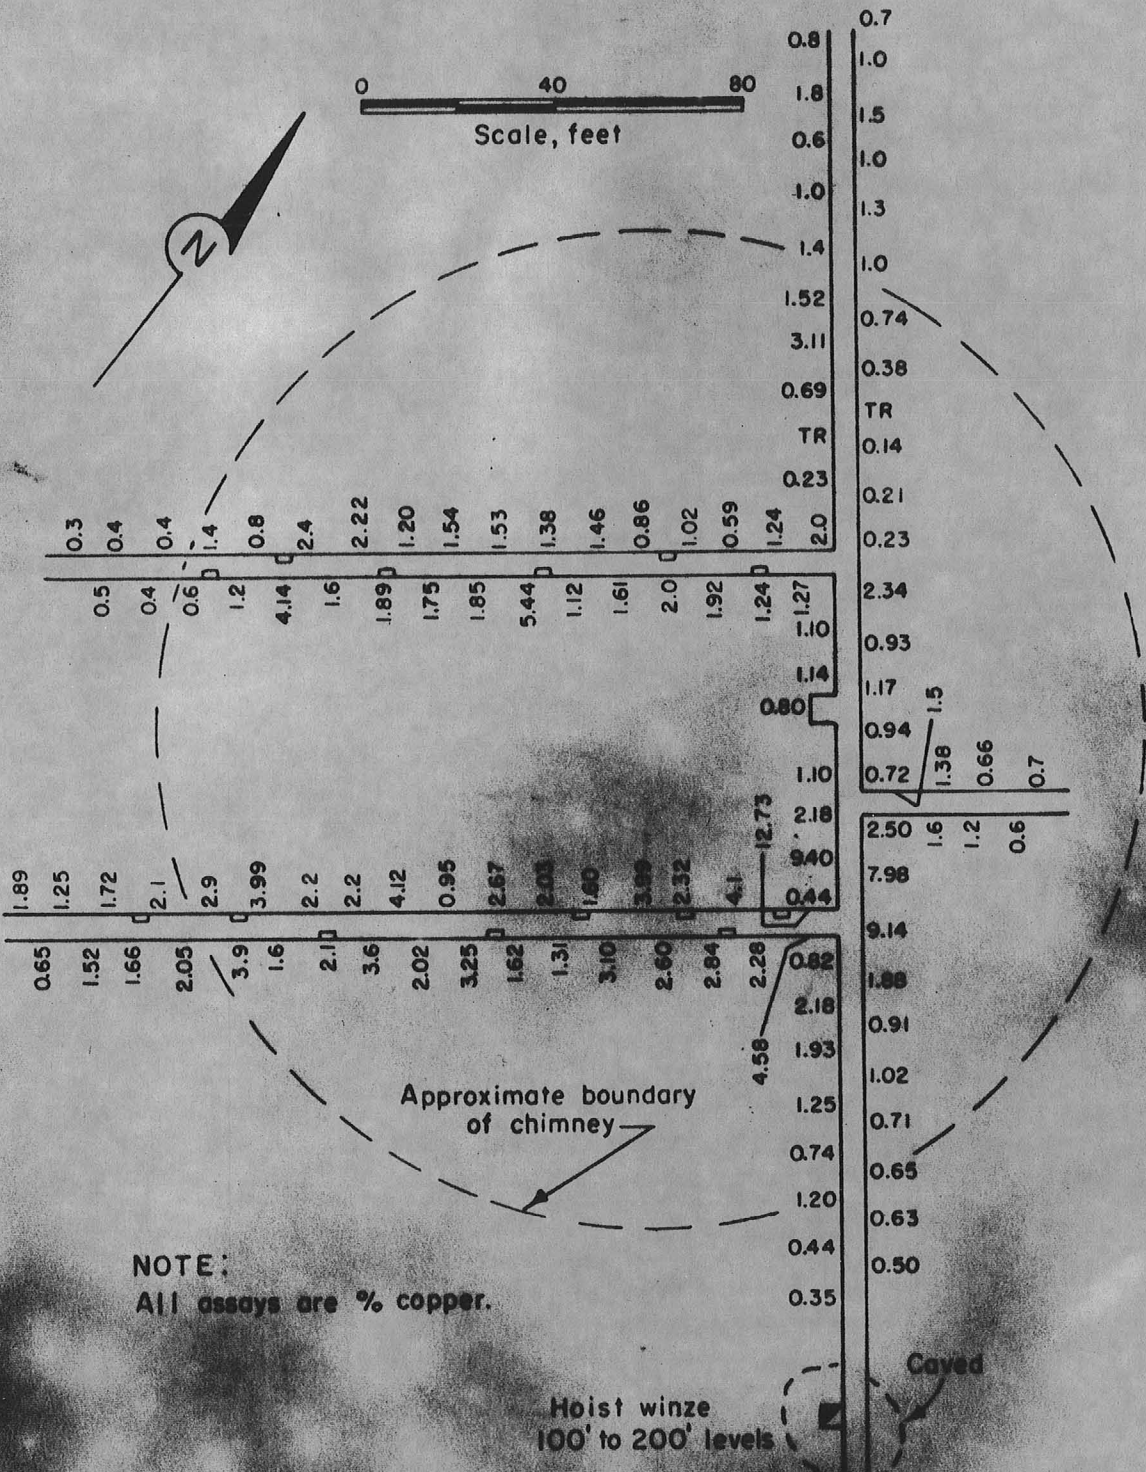 0.7
0.8
1.0
0 40 80
1.8
1.5
Scale, feet
0.6
1.0
1.0
1.3
N
1.4
1.0
1.52
0.74
3.11
0.38
0.69
TR
TR
0.14
0.23
0.21
0.3 0.4 0.4 1.4 0.8 2.4 2.22 1.20 1.54 1.53 1.38 1.46 0.86 1.02 0.59 1.24 2.0
0.23
0.5 0.4 0.6 1.2 4.14 1.6 1.89 1.75 1.85 5.44 1.12 1.61 2.0 1.92 1.24 1.27
2.34
1.10
0.93
1.14
1.17
0.80
1.5
0.94
1.10
0.72
1.38 0.66 0.7
2.18
12.73
2.50
1.6 1.2 0.6
9.40
7.98
1.89 1.25 1.72 2.1 2.9 3.99 2.2 2.2 4.12 0.95 2.67 2.03 1.60 3.99 2.32 4.1
0.44
9.14
0.65 1.52 1.66 2.05 3.9 1.6 2.1 3.6 2.02 3.25 1.62 1.31 3.10 2.60 2.84 2.28
0.82
1.88
2.18
0.91
4.58
1.93
1.02
Approximate boundary
of chimney
1.25
0.71
0.74
0.65
1.20
0.63
0.44
0.50
NOTE:
All assays are % copper.
0.35
Caved
Hoist winze
100' to 200' levels